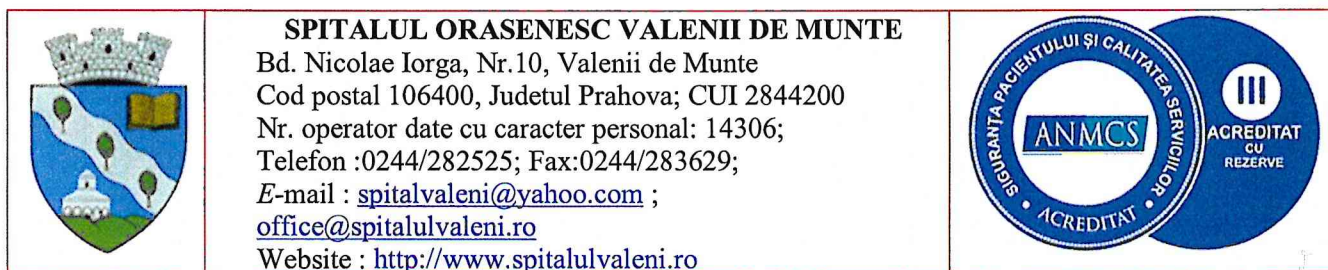 SPITALUL ORASENESC VALENII DE MUNTE
Bd. Nicolae Iorga, Nr.10, Valenii de Munte
Cod postal 106400, Judetul Prahova; CUI 2844200
Nr. operator date cu caracter personal: 14306;
Telefon :0244/282525; Fax:0244/283629;
E-mail : spitalvaleni@yahoo.com ;
office@spitalulvaleni.ro
Website : http://www.spitalulvaleni.ro
SIGURANȚA PACIENTULUI ȘI CALITATEA SERVICIILOR
ANMCS
• ACREDITAT •
III
ACREDITAT
CU
REZERVE